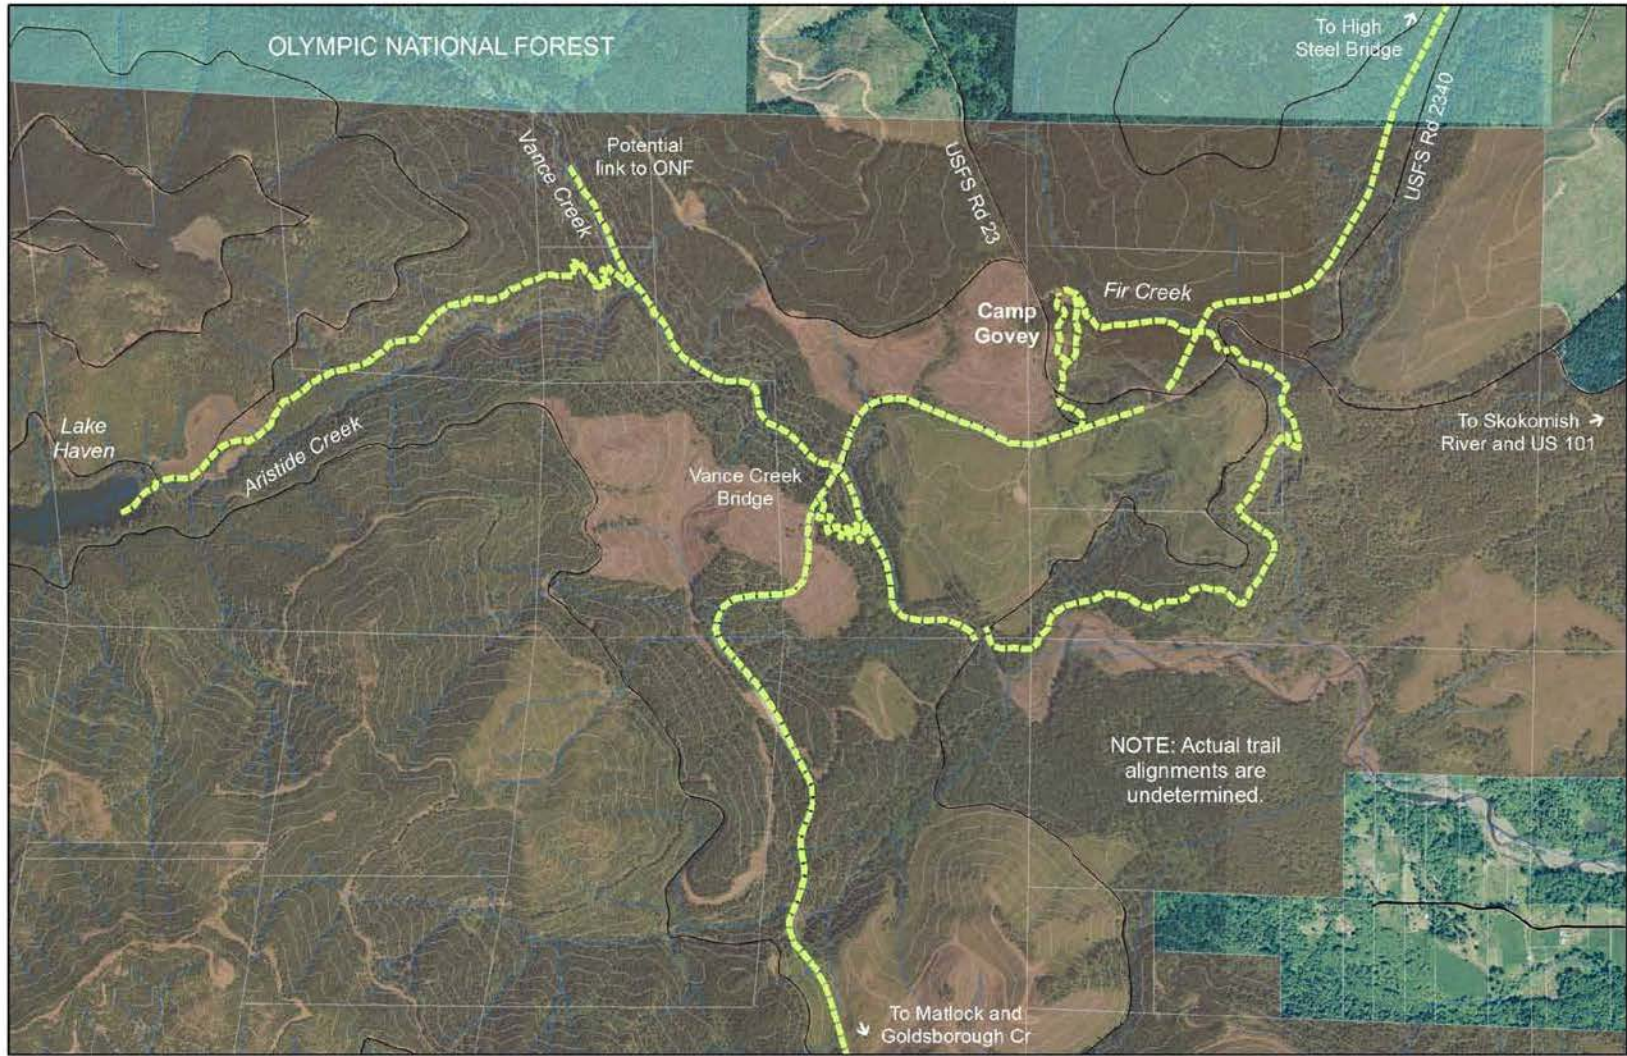 OLYMPIC NATIONAL FOREST
To High
Steel Bridge
USFS Rd 2340
Vance Creek
Potential
link to ONF
USFS Rd 23
Camp
Govey
Fir Creek
Lake
Haven
Aristide Creek
Vance Creek
Bridge
To Skokomish
River and US 101
NOTE: Actual trail
alignments are
undetermined.
To Matlock and
Goldsborough Cr